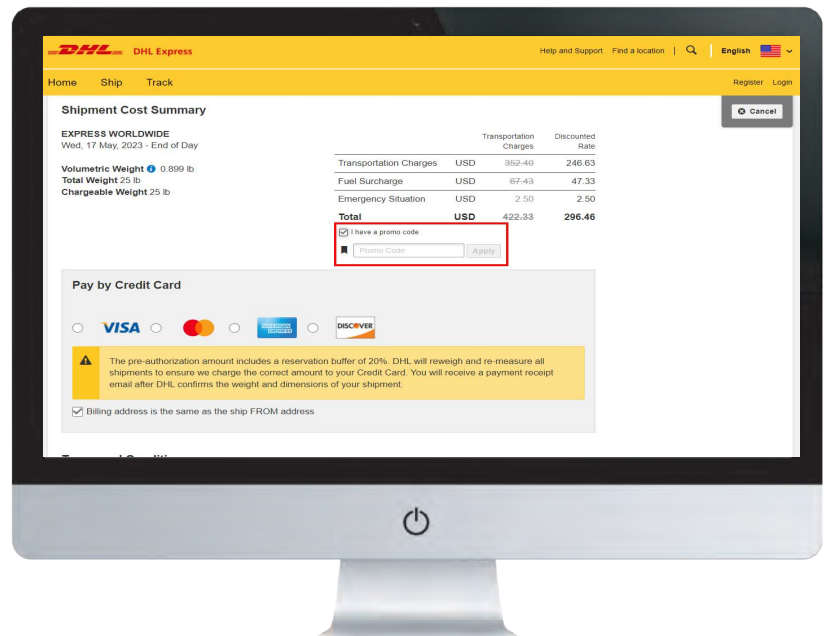 DHL DHL Express
Help and Support Find a location | English
Home Ship Track
Register Login
Shipment Cost Summary
Cancel
EXPRESS WORLDWIDE
Wed, 17 May, 2023 - End of Day
Volumetric Weight 0.899 lb
Total Weight 25 lb
Chargeable Weight 25 lb
Transportation Charges Discounted Rate
Transportation Charges USD 352.40 246.63
Fuel Surcharge USD 67.43 47.33
Emergency Situation USD 2.50 2.50
Total USD 422.33 296.46
I have a promo code
Promo Code Apply
Pay by Credit Card
VISA AMERICAN EXPRESS DISCOVER
The pre-authorization amount includes a reservation buffer of 20%. DHL will reweigh and re-measure all
shipments to ensure we charge the correct amount to your Credit Card. You will receive a payment receipt
email after DHL confirms the weight and dimensions of your shipment.
Billing address is the same as the ship FROM address